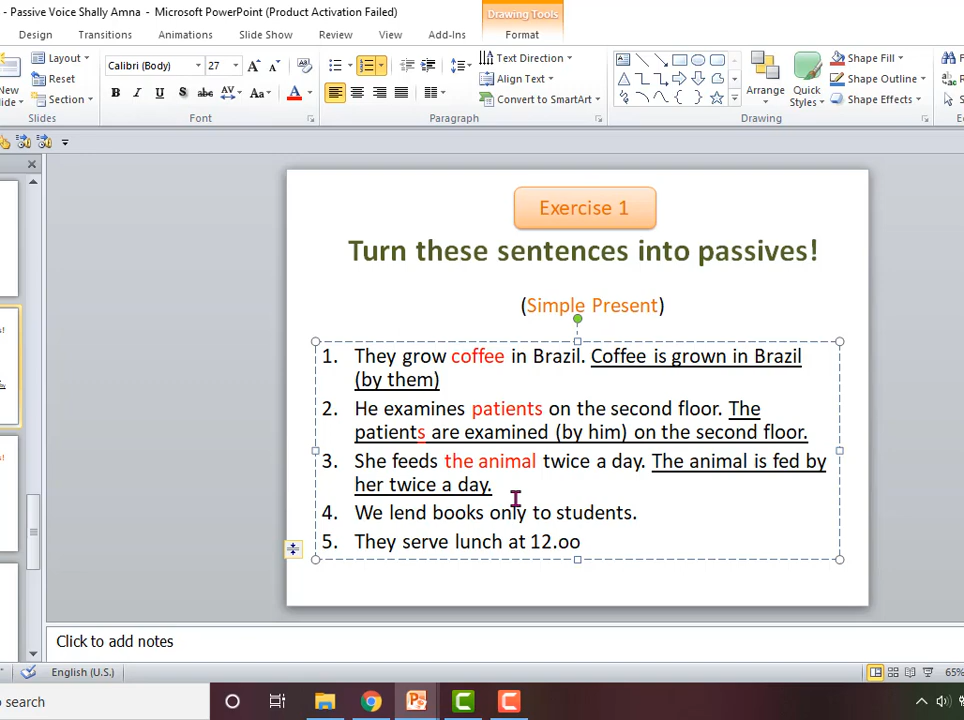 - Passive Voice Shally Amna - Microsoft PowerPoint (Product Activation Failed)
Drawing Tools
Design Transitions Animations Slide Show Review View Add-Ins Format
New Slide Layout Reset Section
Calibri (Body) 27
B I U S abc AV Aa A
Text Direction
Align Text
Convert to SmartArt
Arrange Quick Styles
Shape Fill
Shape Outline
Shape Effects
Slides Font Paragraph Drawing
Exercise 1
Turn these sentences into passives!
(Simple Present)
1. They grow coffee in Brazil. Coffee is grown in Brazil
(by them)
2. He examines patients on the second floor. The
patients are examined (by him) on the second floor.
3. She feeds the animal twice a day. The animal is fed by
her twice a day.
4. We lend books only to students.
5. They serve lunch at 12.oo
Click to add notes
English (U.S.) 65%
o search